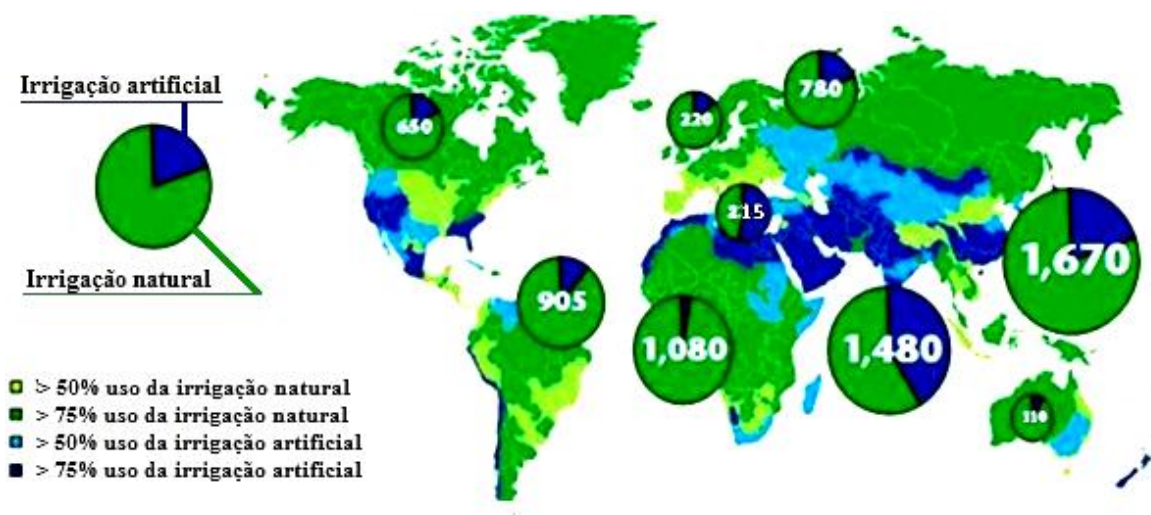 Irrigação artificial
Irrigação natural
650
220
780
215
1,670
905
1,080
1,480
110
> 50% uso da irrigação natural
> 75% uso da irrigação natural
> 50% uso da irrigação artificial
> 75% uso da irrigação artificial